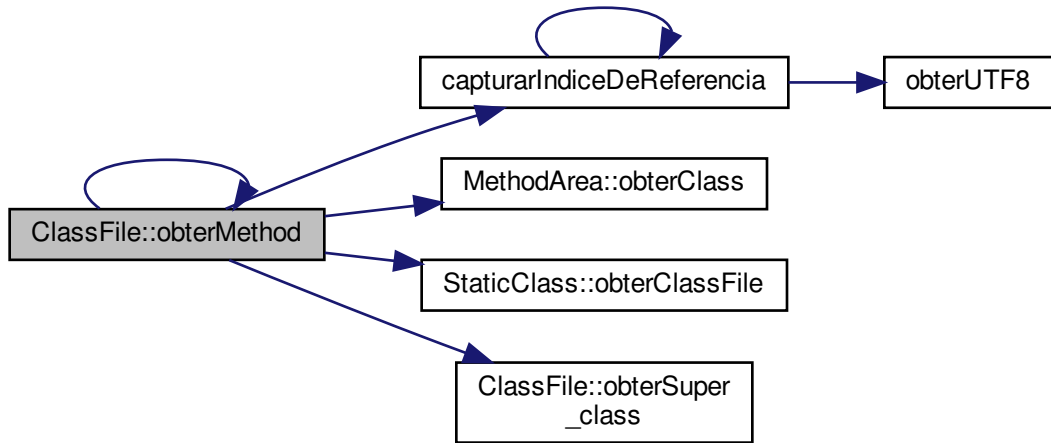 capturarIndiceDeReferencia
obterUTF8
MethodArea::obterClass
ClassFile::obterMethod
StaticClass::obterClassFile
ClassFile::obterSuper
_class